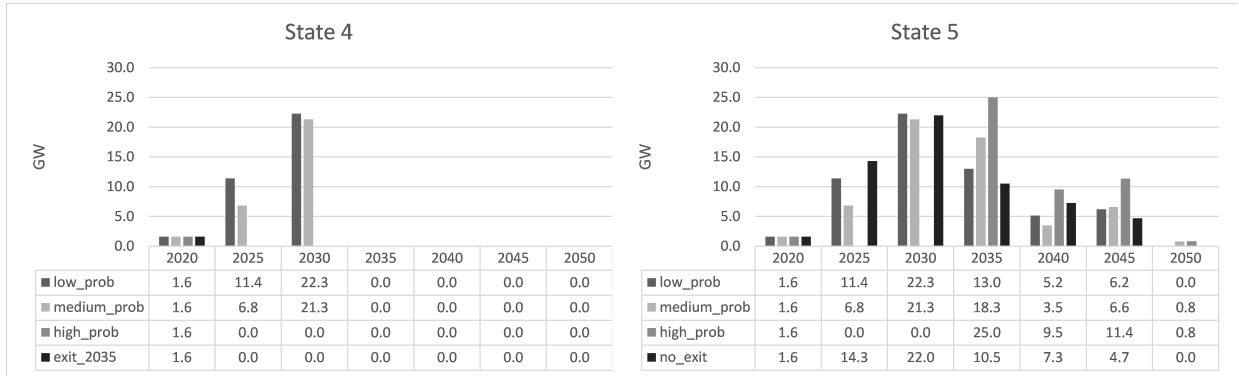 State 4
30.0
25.0
20.0
15.0
10.0
5.0
0.0
GW
2020 2025 2030 2035 2040 2045 2050
low_prob 1.6 11.4 22.3 0.0 0.0 0.0 0.0
medium_prob 1.6 6.8 21.3 0.0 0.0 0.0 0.0
high_prob 1.6 0.0 0.0 0.0 0.0 0.0 0.0
exit_2035 1.6 0.0 0.0 0.0 0.0 0.0 0.0
State 5
30.0
25.0
20.0
15.0
10.0
5.0
0.0
GW
2020 2025 2030 2035 2040 2045 2050
low_prob 1.6 11.4 22.3 13.0 5.2 6.2 0.0
medium_prob 1.6 6.8 21.3 18.3 3.5 6.6 0.8
high_prob 1.6 0.0 0.0 25.0 9.5 11.4 0.8
no_exit 1.6 14.3 22.0 10.5 7.3 4.7 0.0